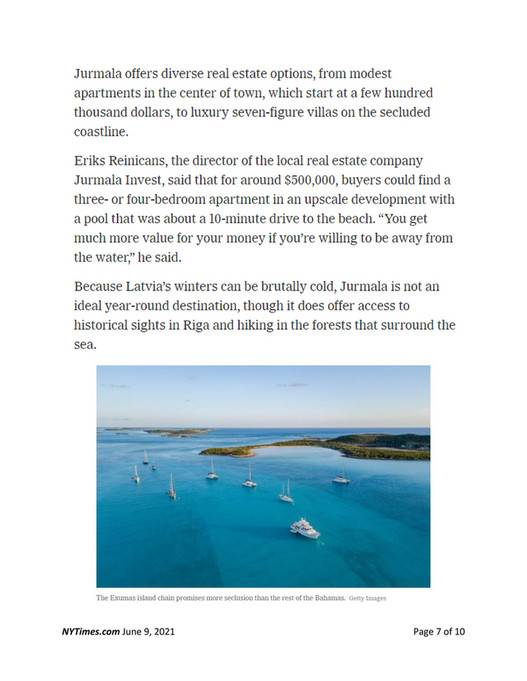 Jurmala offers diverse real estate options, from modest
apartments in the center of town, which start at a few hundred
thousand dollars, to luxury seven-figure villas on the secluded
coastline.
Eriks Reinicans, the director of the local real estate company
Jurmala Invest, said that for around $500,000, buyers could find a
three- or four-bedroom apartment in an upscale development with
a pool that was about a 10-minute drive to the beach. “You get
much more value for your money if you’re willing to be away from
the water,” he said.
Because Latvia’s winters can be brutally cold, Jurmala is not an
ideal year-round destination, though it does offer access to
historical sights in Riga and hiking in the forests that surround the
sea.
The Exumas island chain promises more seclusion than the rest of the Bahamas. Getty Images
NYTimes.com June 9, 2021 Page 7 of 10